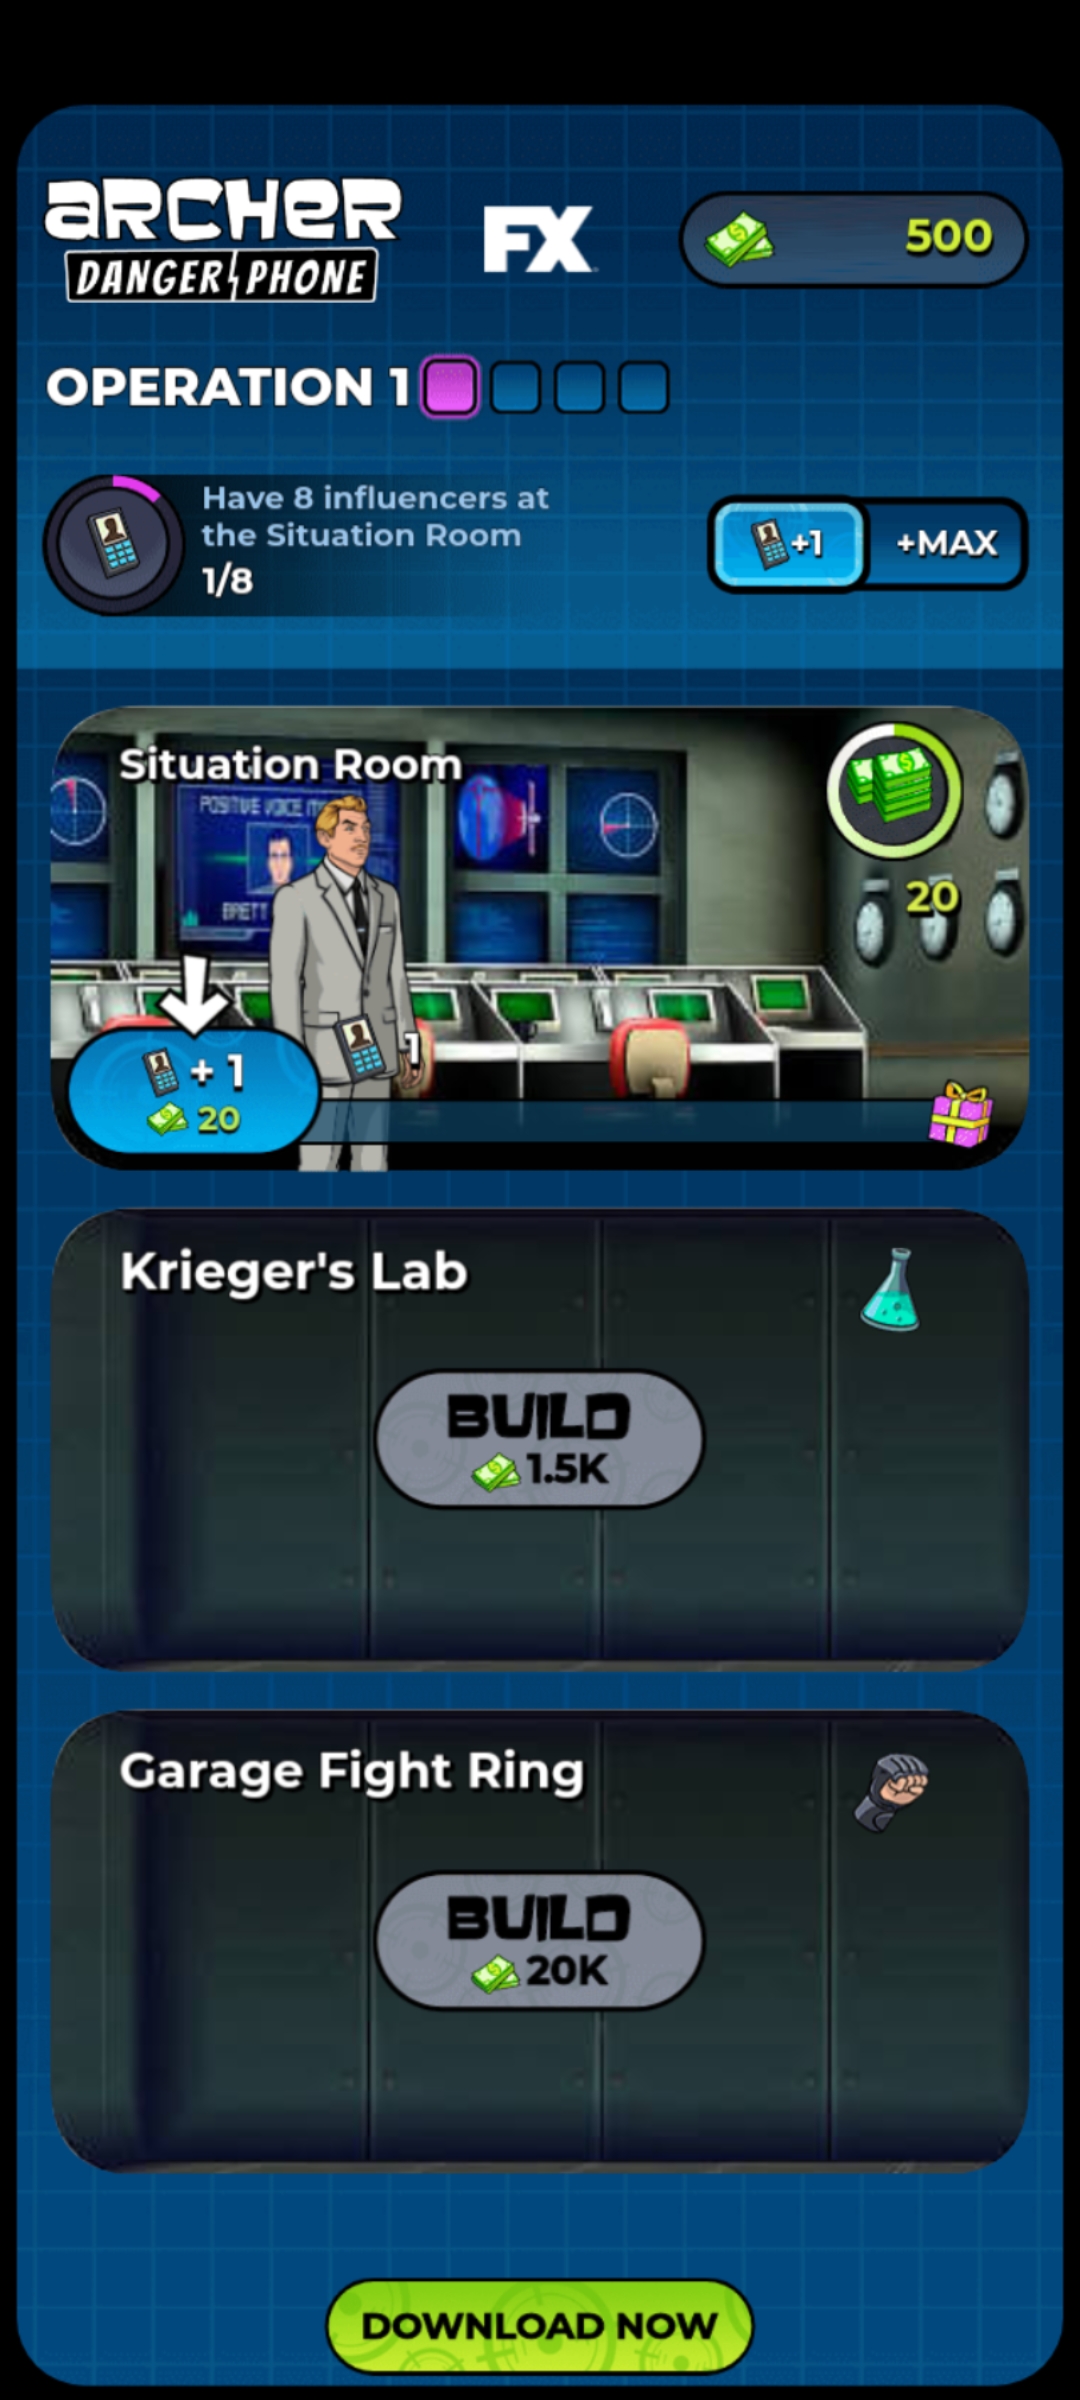 ARCHER
DANGER PHONE
FX
500
OPERATION 1
Have 8 influencers at
the Situation Room
1/8
+1
+MAX
Situation Room
POSITIVE VOICE
BRETT
20
1
+ 1
20
Krieger's Lab
BUILD
1.5K
Garage Fight Ring
BUILD
20K
DOWNLOAD NOW